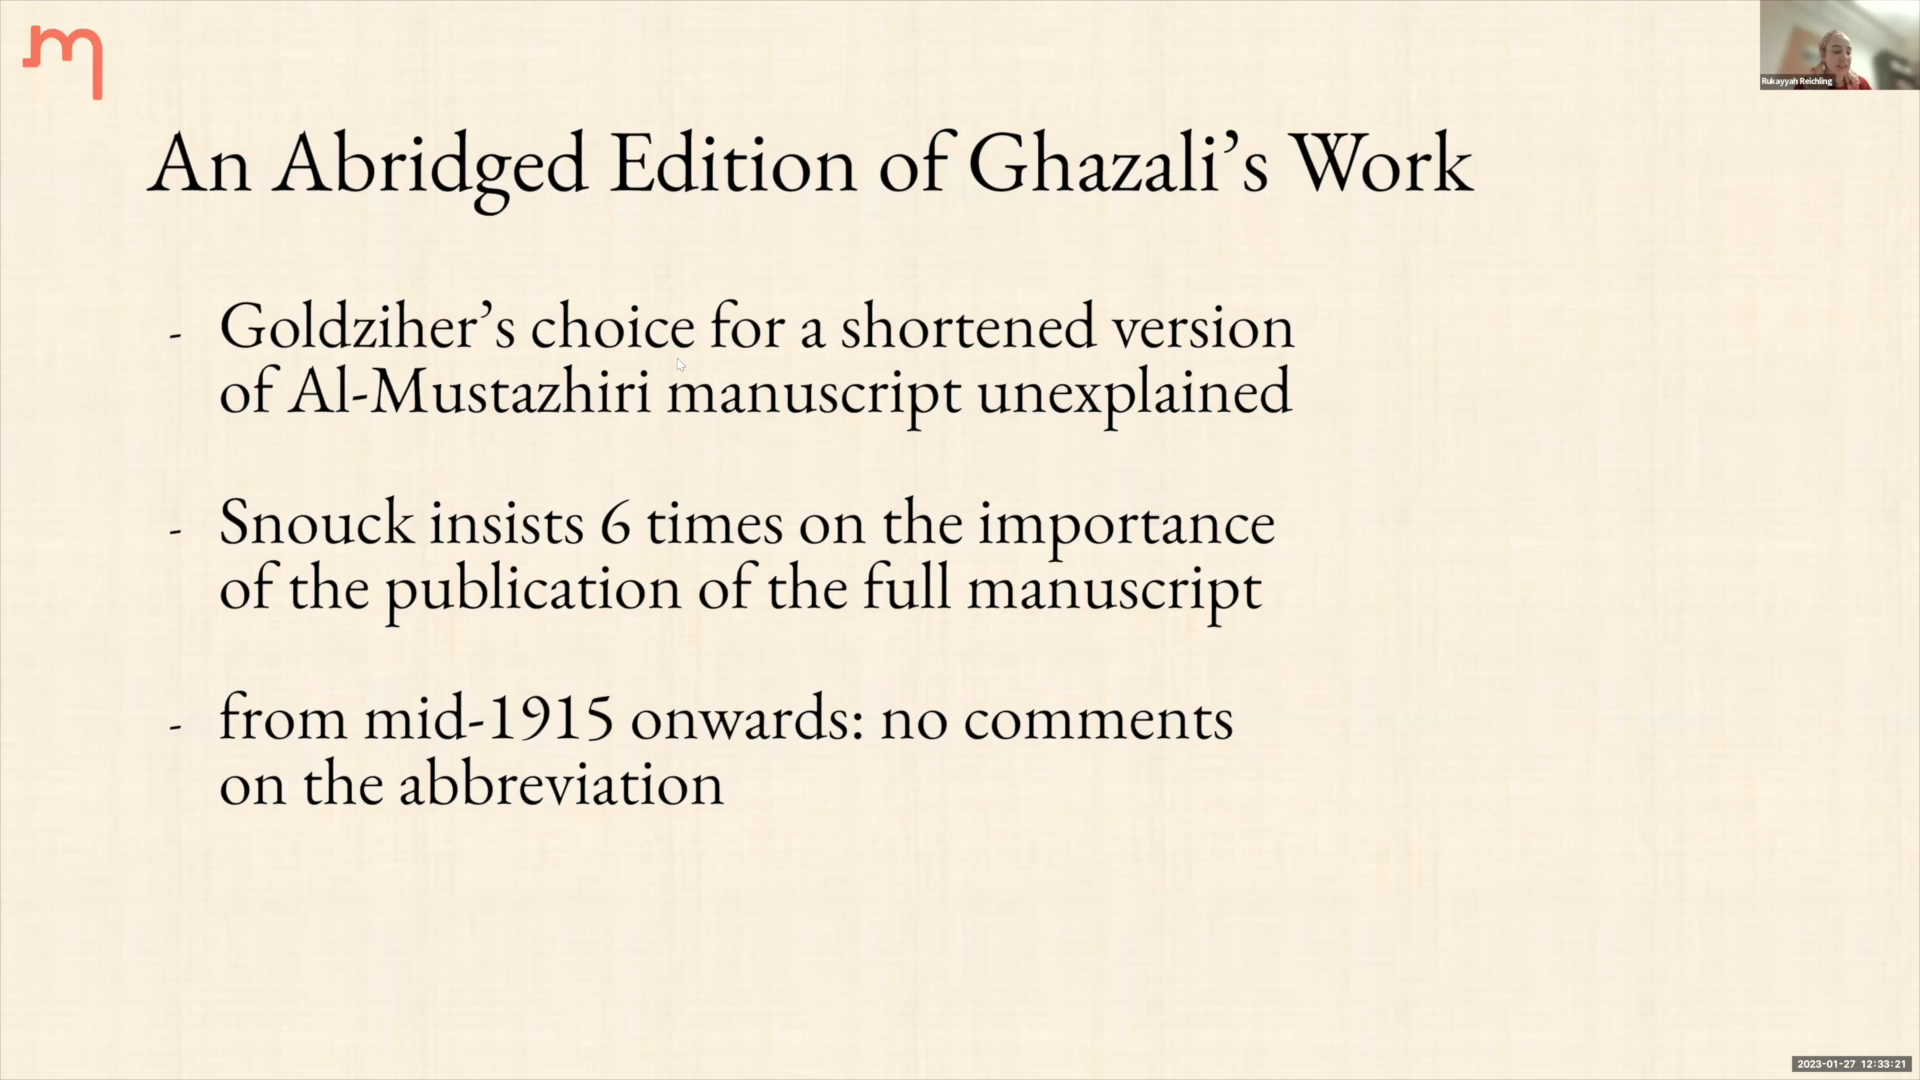 Rukayyah Reichling
An Abridged Edition of Ghazali’s Work
- Goldziher’s choice for a shortened version
of Al-Mustazhiri manuscript unexplained
- Snouck insists 6 times on the importance
of the publication of the full manuscript
- from mid-1915 onwards: no comments
on the abbreviation
2023-01-27 12:33:21